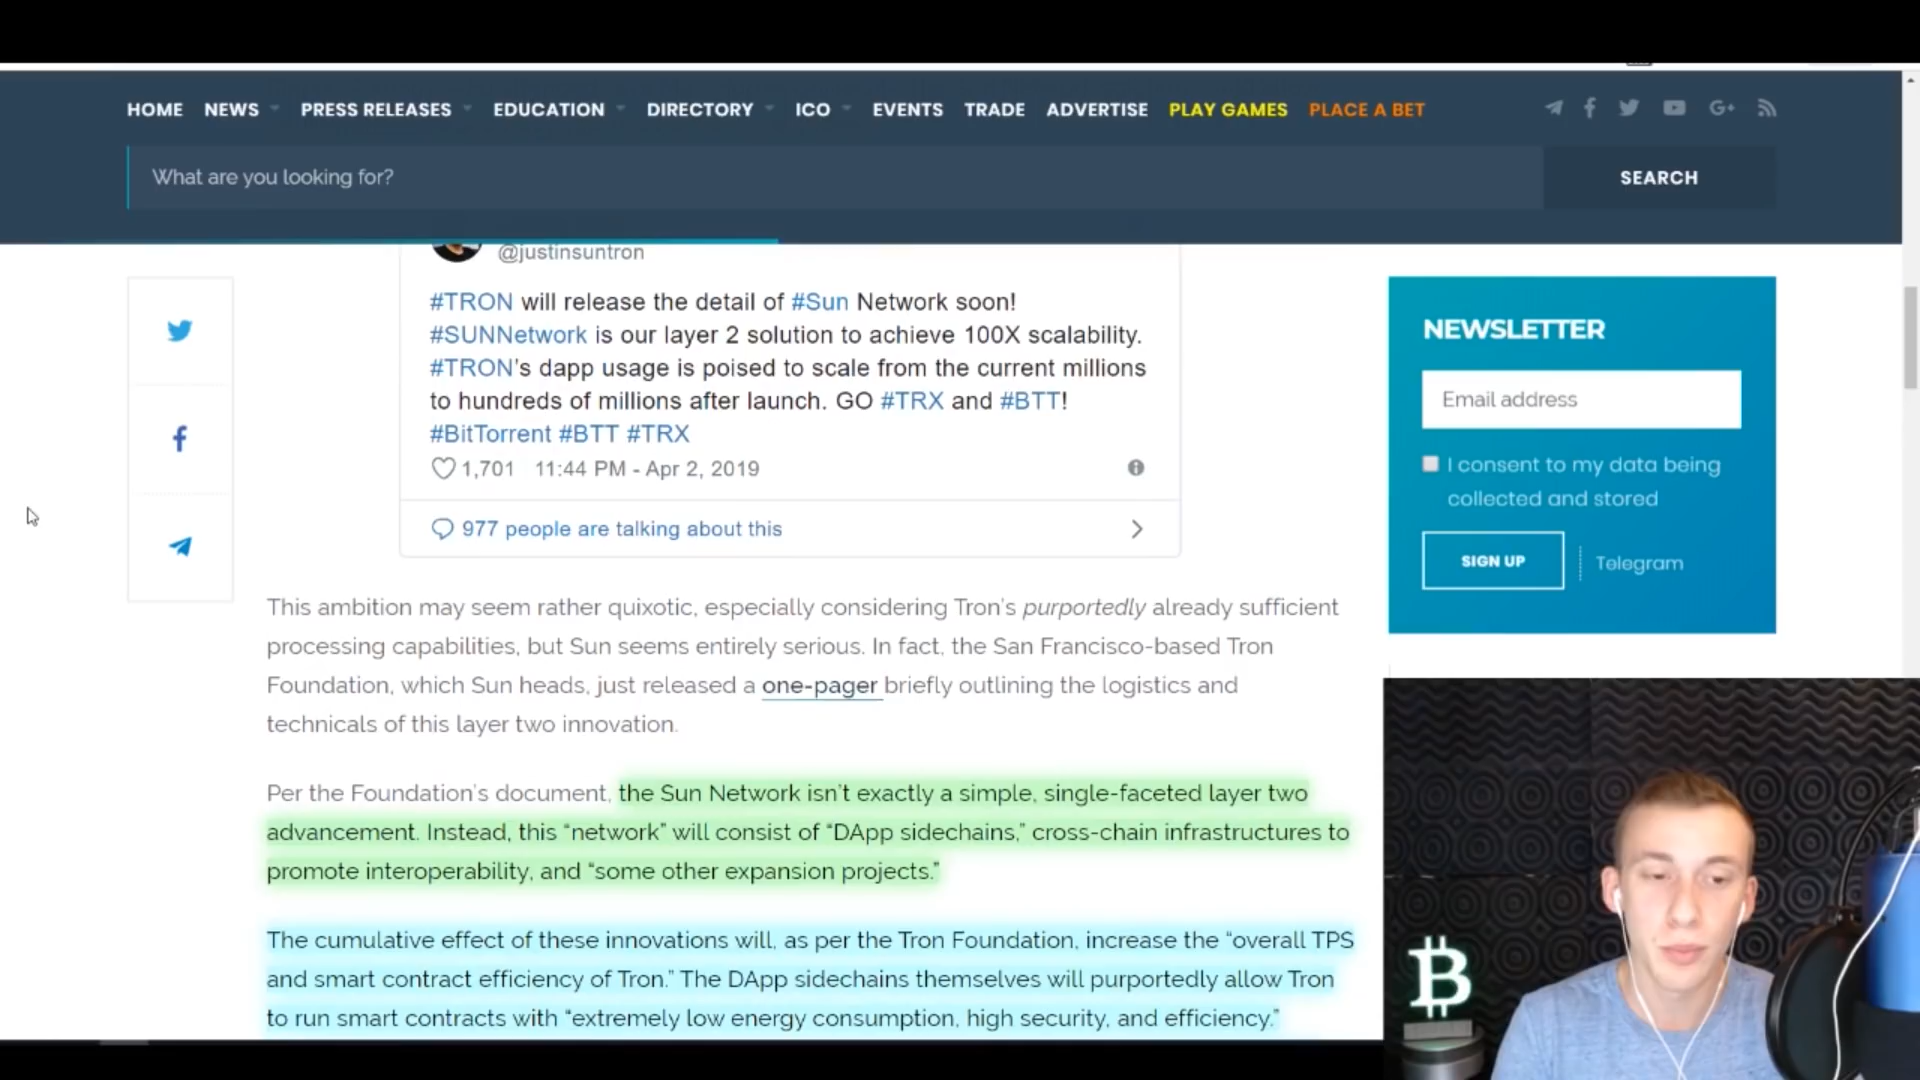 HOME NEWS PRESS RELEASES EDUCATION DIRECTORY ICO EVENTS TRADE ADVERTISE PLAY GAMES PLACE A BET
What are you looking for?
SEARCH
@justinsuntron
#TRON will release the detail of #Sun Network soon!
#SUNNetwork is our layer 2 solution to achieve 100X scalability.
#TRON's dapp usage is poised to scale from the current millions
to hundreds of millions after launch. GO #TRX and #BTT!
#BitTorrent #BTT #TRX
1,701 11:44 PM - Apr 2, 2019
977 people are talking about this
NEWSLETTER
Email address
I consent to my data being
collected and stored
SIGN UP
Telegram
This ambition may seem rather quixotic, especially considering Tron's purportedly already sufficient
processing capabilities, but Sun seems entirely serious. In fact, the San Francisco-based Tron
Foundation, which Sun heads, just released a one-pager briefly outlining the logistics and
technicals of this layer two innovation.
Per the Foundation's document, the Sun Network isn't exactly a simple, single-faceted layer two
advancement. Instead, this “network” will consist of “DApp sidechains,” cross-chain infrastructures to
promote interoperability, and “some other expansion projects.”
The cumulative effect of these innovations will, as per the Tron Foundation, increase the “overall TPS
and smart contract efficiency of Tron.” The DApp sidechains themselves will purportedly allow Tron
to run smart contracts with “extremely low energy consumption, high security, and efficiency.”